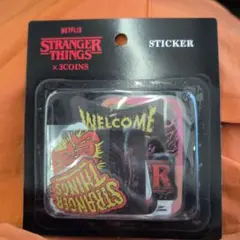 NETFLIX
STRANGER
THINGS
× 3COINS
STICKER
WELCOME
STRANGER
THINGS
R